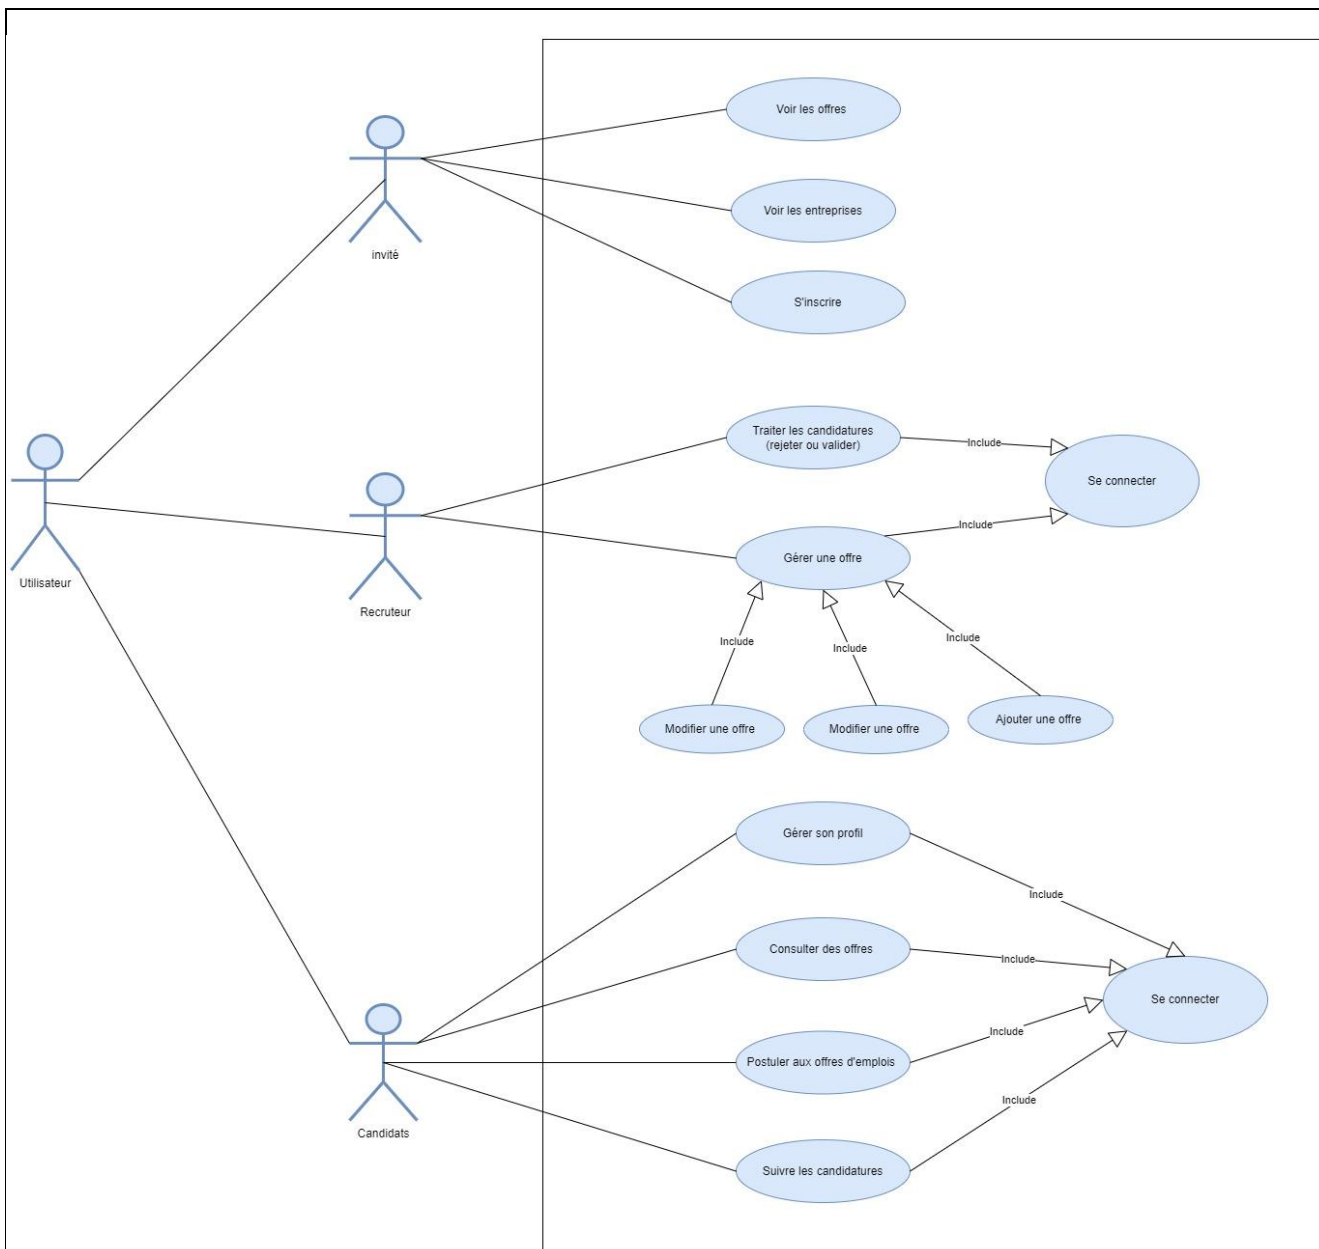 Voir les offres
Voir les entreprises
invité
S'inscrire
Traiter les candidatures
(rejeter ou valider)
Include
Se connecter
Include
Gérer une offre
Utilisateur
Recruteur
Include
Include
Include
Modifier une offre
Modifier une offre
Ajouter une offre
Gérer son profil
Include
Consulter des offres
Include
Se connecter
Include
Postuler aux offres d'emplois
Include
Candidats
Suivre les candidatures